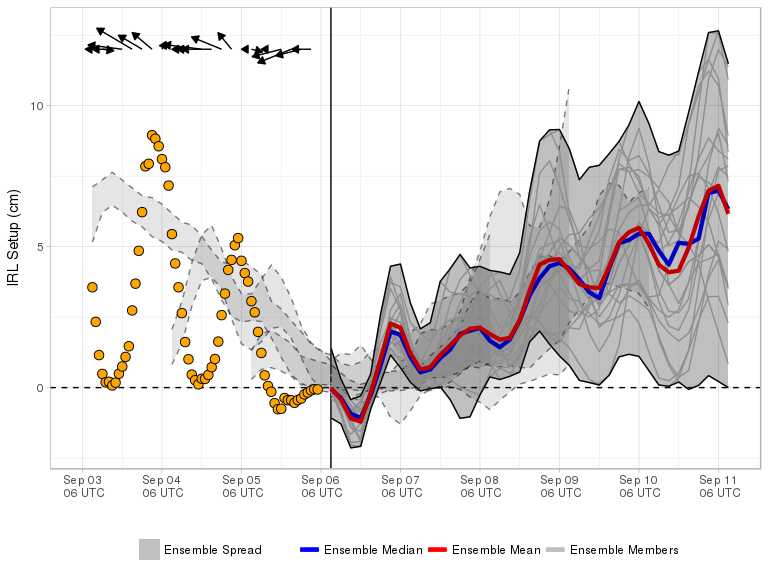 IRL Setup (cm)
10
5
0
Sep 03 Sep 04 Sep 05 Sep 06 Sep 07 Sep 08 Sep 09 Sep 10 Sep 11
06 UTC 06 UTC 06 UTC 06 UTC 06 UTC 06 UTC 06 UTC 06 UTC 06 UTC
Ensemble Spread Ensemble Median Ensemble Mean Ensemble Members